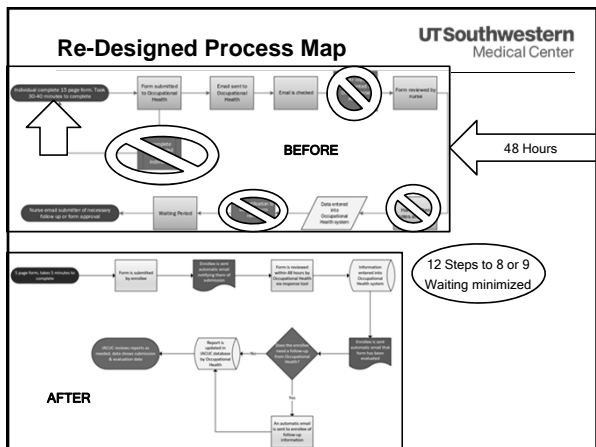 Re-Designed Process Map
UTSouthwestern
Medical Center
Individual complete 15 page form. Took
30-40 minutes to complete
Form submitted
to Occupational
Health
Email sent to
Occupational
Health
Email is checked
Form reviewed by
nurse
BEFORE
48 Hours
Nurse email submitter of necessary
follow up or form approval
Waiting Period
Data entered
into
Occupational
Health system
5 page form, takes 5 minutes to
complete
Form is submitted
by enrollee
Enrollee is sent
automatic email
notifying them of
submission
Form is reviewed
within 48 hours by
Occupational Health
via response tool
Information
entered into
Occupational
Health system
12 Steps to 8 or 9
Waiting minimized
IACUC reviews reports as
needed, data shows submission
& evaluation date
Report is
updated in
IACUC database by
Occupational
Health
No
Does the enrollee
need a follow-up
from Occupational
Health?
Enrollee is sent
automatic email that
form has been
evaluated
Yes
AFTER
An automatic email
is sent to enrollee of
follow-up
information